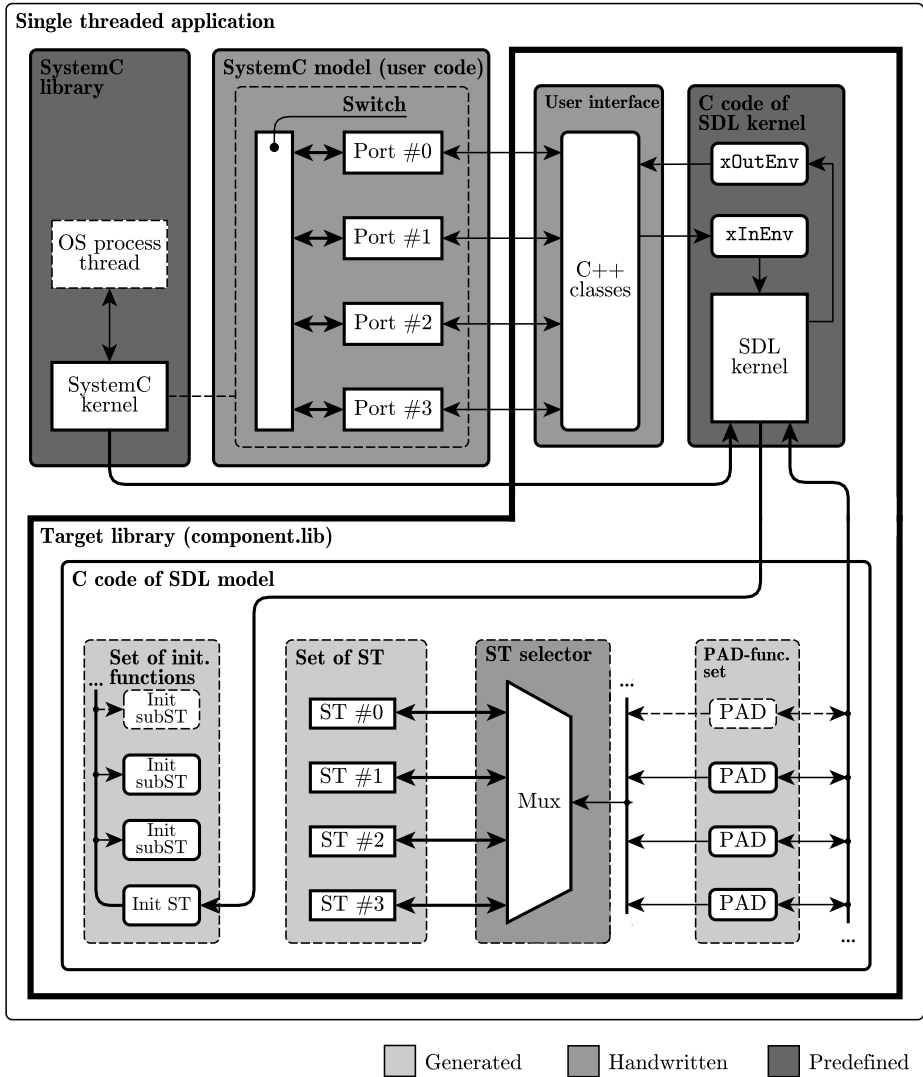 Single threaded application
SystemC
library
SystemC model (user code)
Switch
Port #0
Port #1
Port #2
Port #3
OS process
thread
SystemC
kernel
User interface
C++
classes
C code of
SDL kernel
xOutEnv
xInEnv
SDL
kernel
Target library (component.lib)
C code of SDL model
Set of init.
functions
...
Init
subST
Init
subST
Init
subST
Init ST
Set of ST
ST #0
ST #1
ST #2
ST #3
ST selector
Mux
...
PAD-func.
set
PAD
PAD
PAD
PAD
...
Generated
Handwritten
Predefined